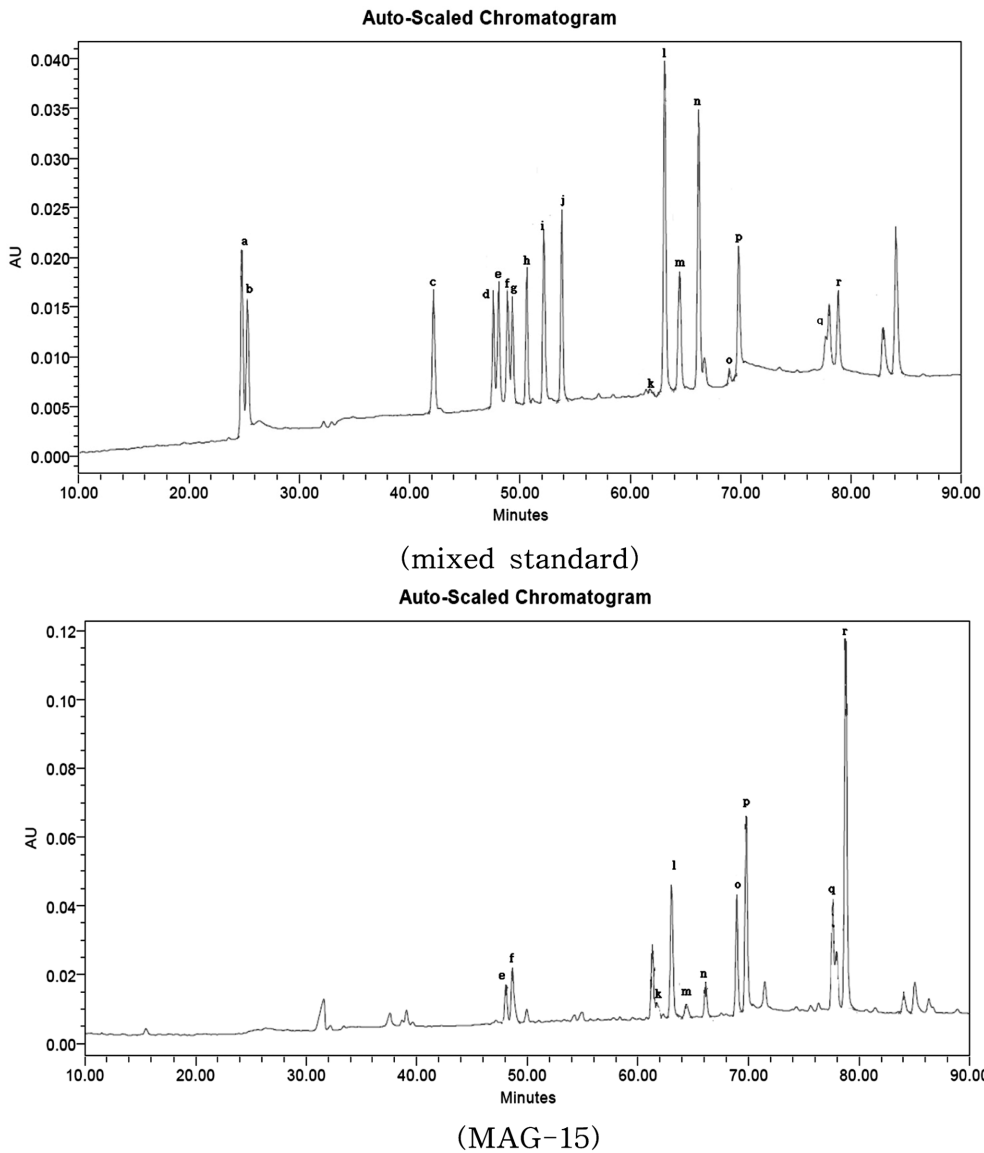 Auto-Scaled Chromatogram
0.040
0.035
0.030
0.025
0.020
0.015
0.010
0.005
0.000
AU
a
b
c
d
e
f
g
h
i
j
k
l
m
n
o
p
q
r
10.00 20.00 30.00 40.00 50.00 60.00 70.00 80.00 90.00
Minutes
(mixed standard)
Auto-Scaled Chromatogram
0.12
0.10
0.08
0.06
0.04
0.02
0.00
AU
e
f
k
l
m
n
o
p
q
r
10.00 20.00 30.00 40.00 50.00 60.00 70.00 80.00 90.00
Minutes
(MAG-15)